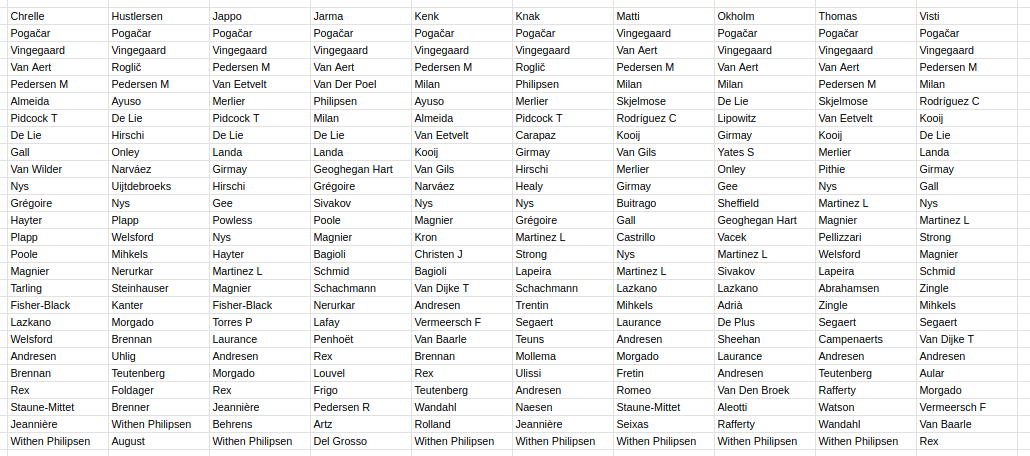 Chrelle Hustlersen Jappo Jarma Kenk Knak Matti Okholm Thomas Visti
Pogačar Pogačar Pogačar Pogačar Pogačar Pogačar Vingegaard Pogačar Pogačar Pogačar
Vingegaard Vingegaard Vingegaard Vingegaard Vingegaard Vingegaard Van Aert Vingegaard Vingegaard Vingegaard
Van Aert Roglič Pedersen M Van Aert Pedersen M Roglič Pedersen M Van Aert Van Aert Pedersen M
Pedersen M Pedersen M Van Eetvelt Van Der Poel Milan Philipsen Milan Milan Pedersen M Milan
Almeida Ayuso Merlier Philipsen Ayuso Merlier Skjelmose De Lie Skjelmose Rodríguez C
Pidcock T De Lie Pidcock T Milan Almeida Pidcock T Rodríguez C Lipowitz Van Eetvelt Kooij
De Lie Hirschi De Lie De Lie Van Eetvelt Carapaz Kooij Girmay Kooij De Lie
Gall Onley Landa Landa Kooij Girmay Van Gils Yates S Merlier Landa
Van Wilder Narváez Girmay Geoghegan Hart Van Gils Hirschi Merlier Onley Pithie Girmay
Nys Uijtdebroeks Hirschi Grégoire Narváez Healy Girmay Gee Nys Gall
Grégoire Nys Gee Sivakov Nys Nys Buitrago Sheffield Martinez L Nys
Hayter Plapp Powless Poole Magnier Grégoire Gall Geoghegan Hart Magnier Martinez L
Plapp Welsford Nys Magnier Kron Martinez L Castrillo Vacek Pellizzari Strong
Poole Mihkels Hayter Bagioli Christen J Strong Nys Martinez L Welsford Magnier
Magnier Nerurkar Martinez L Schmid Bagioli Lapeira Martinez L Sivakov Lapeira Schmid
Tarling Steinhauser Magnier Schachmann Van Dijke T Schachmann Lazkano Lazkano Abrahamsen Zingle
Fisher-Black Kanter Fisher-Black Nerurkar Andresen Trentin Mihkels Adrià Zingle Mihkels
Lazkano Morgado Torres P Lafay Vermeersch F Segaert Laurance De Plus Segaert Segaert
Welsford Brennan Laurance Penhoët Van Baarle Teuns Andresen Sheehan Campenaerts Van Dijke T
Andresen Uhlig Andresen Rex Brennan Mollema Morgado Laurance Andresen Andresen
Brennan Teutenberg Morgado Louvel Rex Ulissi Fretin Andresen Teutenberg Aular
Rex Foldager Rex Frigo Teutenberg Andresen Romeo Van Den Broek Rafferty Morgado
Staune-Mittet Brenner Jeannière Pedersen R Wandahl Naesen Staune-Mittet Aleotti Watson Vermeersch F
Jeannière Withen Philipsen Behrens Artz Rolland Jeannière Seixas Rafferty Wandahl Van Baarle
Withen Philipsen August Withen Philipsen Del Grosso Withen Philipsen Withen Philipsen Withen Philipsen Withen Philipsen Withen Philipsen Rex